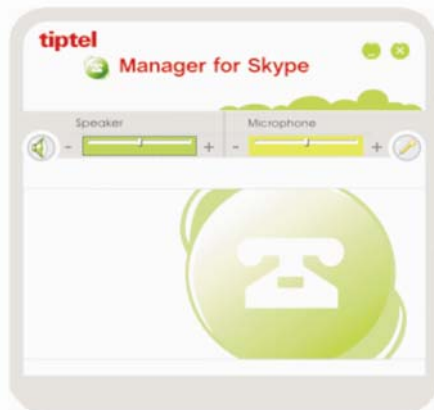 tiptel
Manager for Skype
Speaker Microphone
- + - +